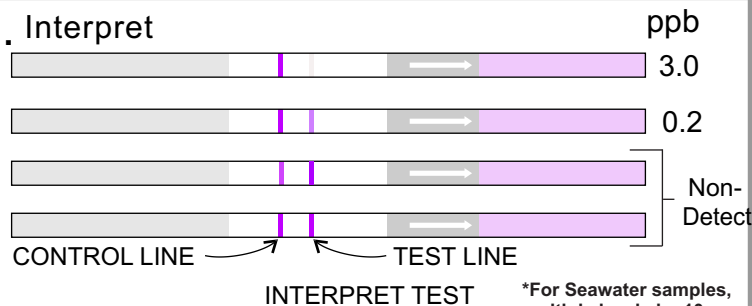 . Interpret
ppb
3.0
0.2
Non-
Detect
CONTROL LINE
TEST LINE
INTERPRET TEST
*For Seawater samples,